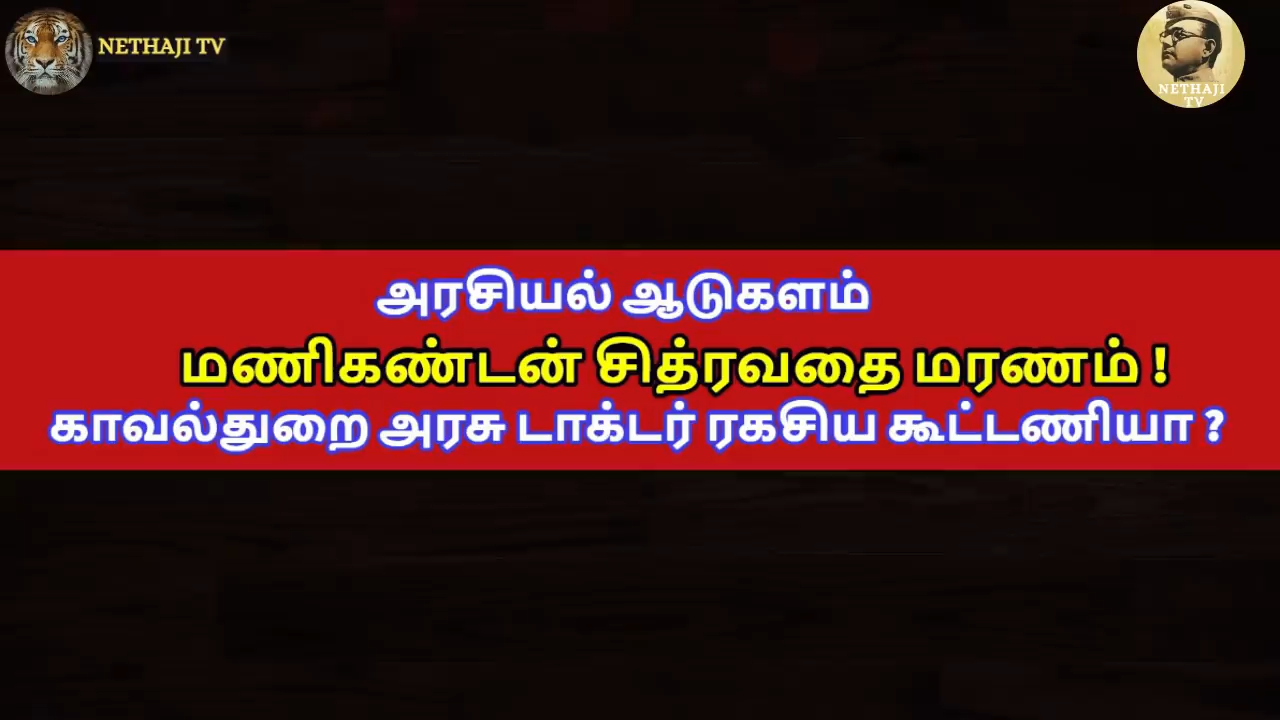 NETHAJI TV
NETHAJI
TV
அரசியல் ஆடுகளம்
மணிகண்டன் சித்ரவதை மரணம் !
காவல்துறை அரசு டாக்டர் ரகசிய கூட்டணியா ?